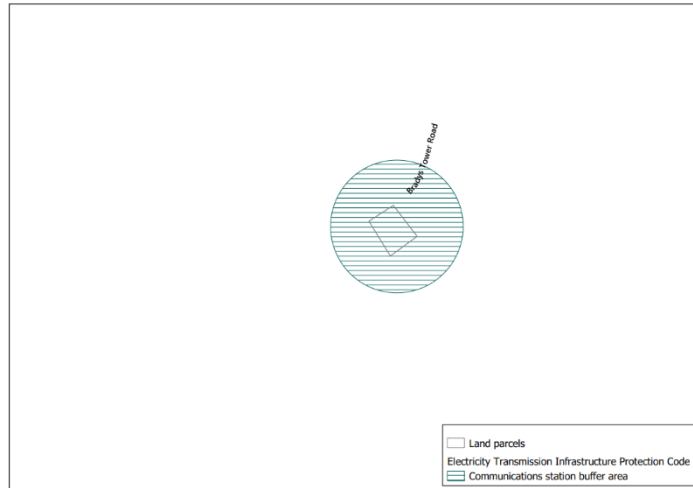 Bradys Tower Road
Land parcels
Electricity Transmission Infrastructure Protection Code
Communications station buffer area